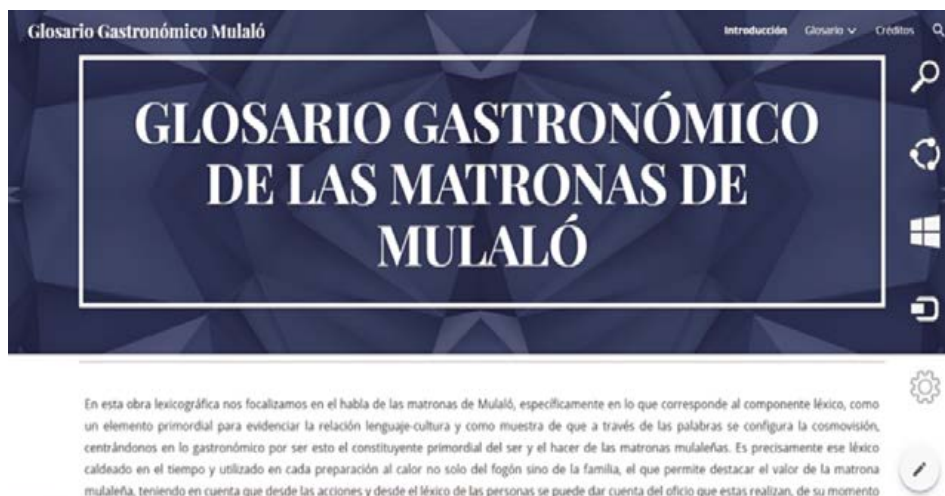 Glosario Gastronómico Mulaló
Introducción Glosario Créditos
GLOSARIO GASTRONÓMICO
DE LAS MATRONAS DE
MULALÓ
En esta obra lexicográfica nos focalizamos en el habla de las matronas de Mulaló, específicamente en lo que corresponde al componente léxico, como
un elemento primordial para evidenciar la relación lenguaje-cultura y como muestra de que a través de las palabras se configura la cosmovisión,
centrándonos en lo gastronómico por ser esto el constituyente primordial del ser y el hacer de las matronas mulaleñas. Es precisamente ese léxico
caldeado en el tiempo y utilizado en cada preparación al calor no solo del fogón sino de la familia, el que permite destacar el valor de la matrona
mulaleña, teniendo en cuenta que desde las acciones y desde el léxico de las personas se puede dar cuenta del oficio que estas realizan, de su momento